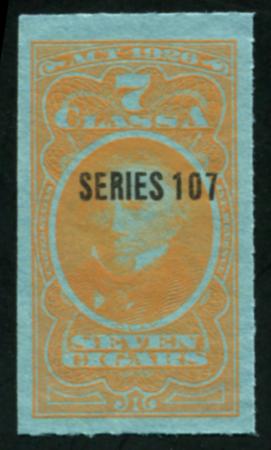 ACT 1926
7
CLASS A
SERIES 107
SEVEN
CIGARS